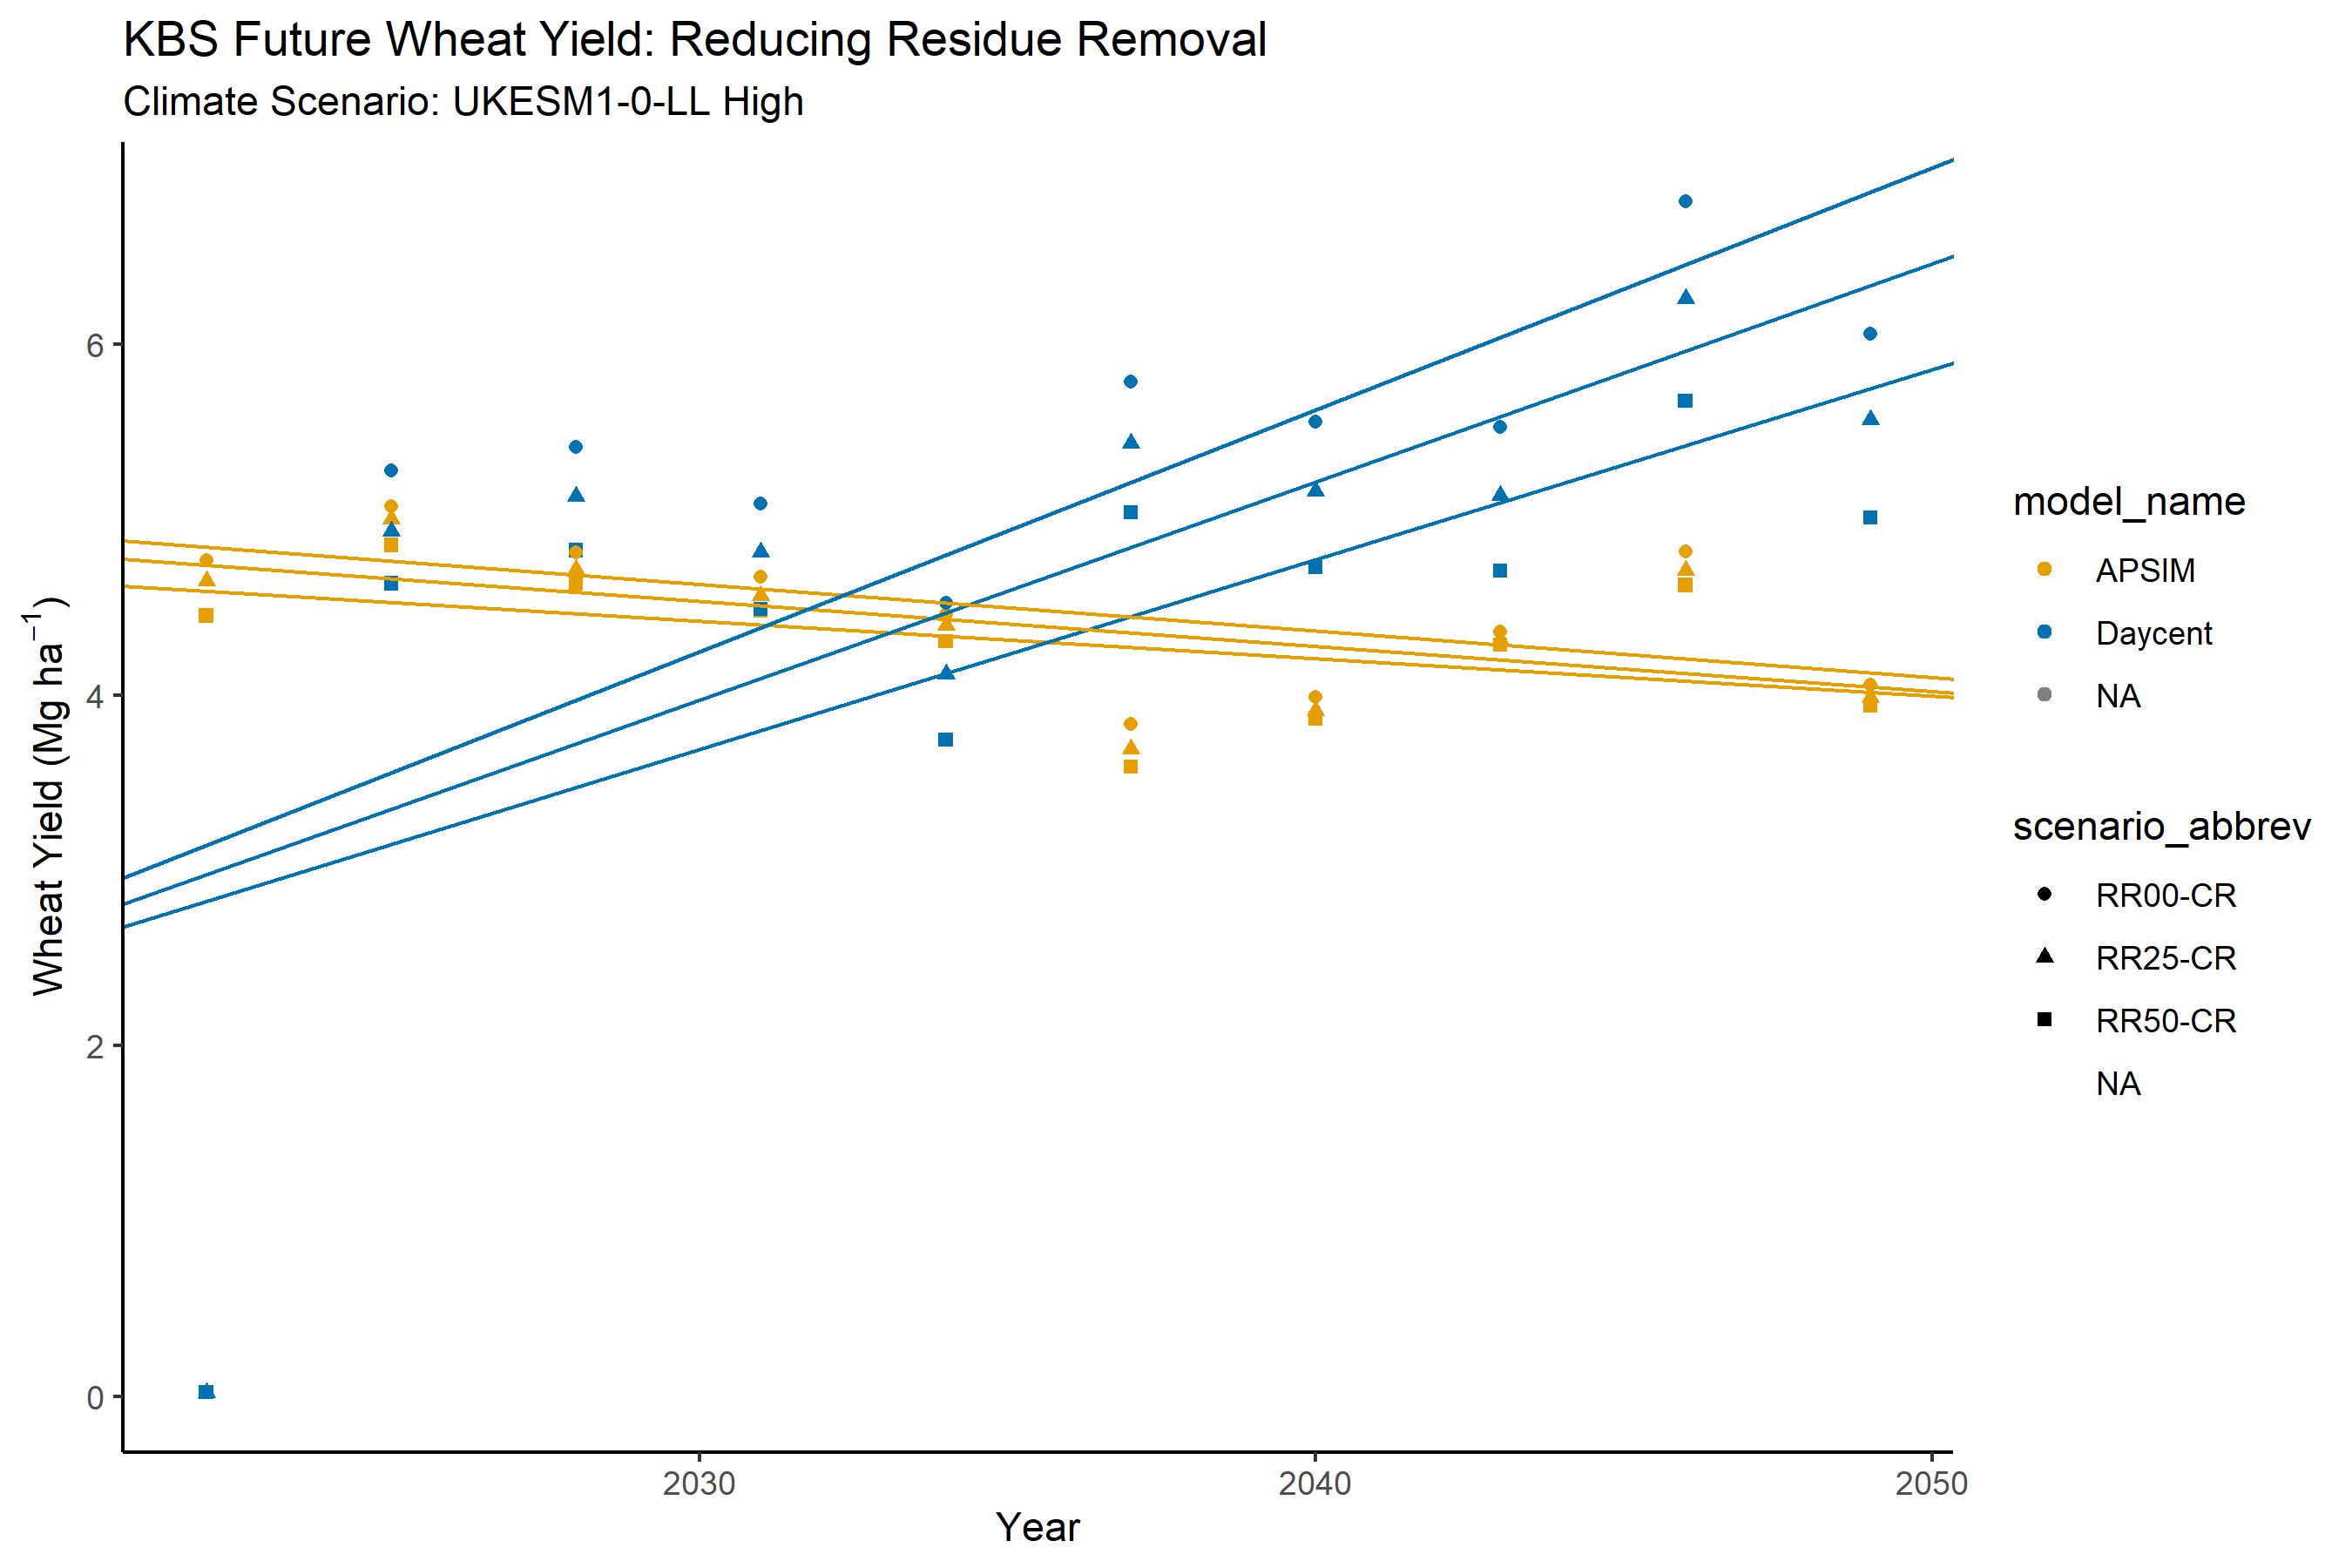 KBS Future Wheat Yield: Reducing Residue Removal
Climate Scenario: UKESM1-0-LL High
Wheat Yield (Mg ha⁻¹)
6
4
2
0
2030
2040
2050
Year
model_name
APSIM
Daycent
NA
scenario_abbrev
RR00-CR
RR25-CR
RR50-CR
NA